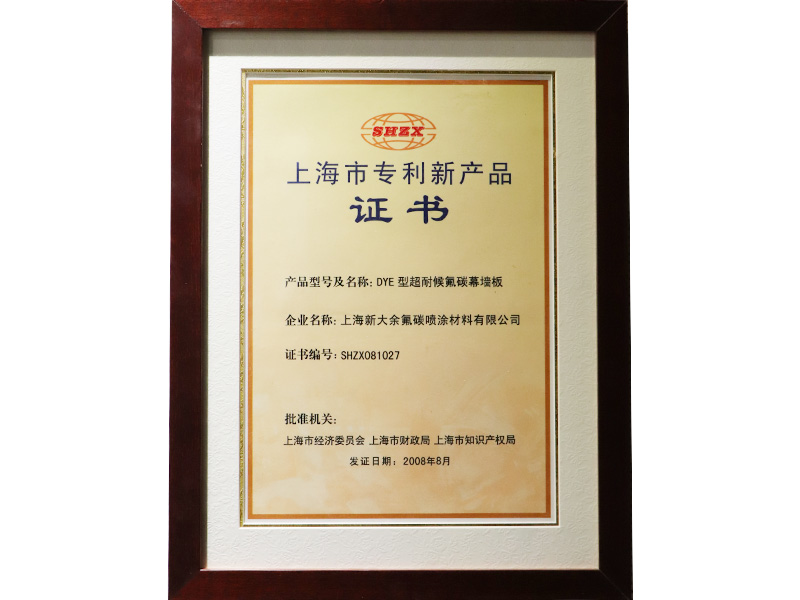 SHZX
上海市专利新产品
证书
产品型号及名称: DYE 型超耐候氟碳幕墙板
企业名称: 上海新大余氟碳喷涂材料有限公司
证书编号: SHZX081027
批准机关:
上海市经济委员会 上海市财政局 上海市知识产权局
发证日期: 2008年8月